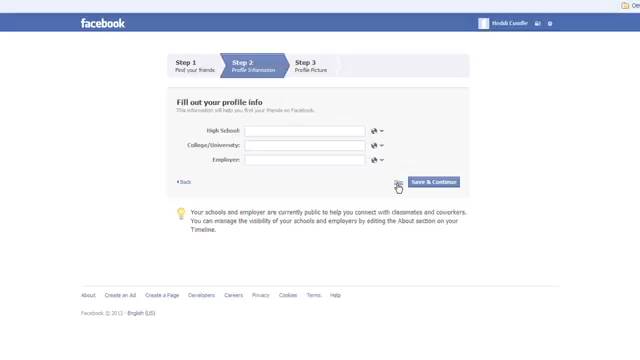 facebook
Heddi Cundle
Step 1
Find your friends
Step 2
Profile Information
Step 3
Profile Picture
Fill out your profile info
This information will help you find your friends on Facebook.
High School:
College/University:
Employer:
Back
Save & Continue
Your schools and employer are currently public to help you connect with classmates and coworkers.
You can manage the visibility of your schools and employers by editing the About section on your
Timeline.
About Create an Ad Create a Page Developers Careers Privacy Cookies Terms Help
Facebook © 2012 · English (US)